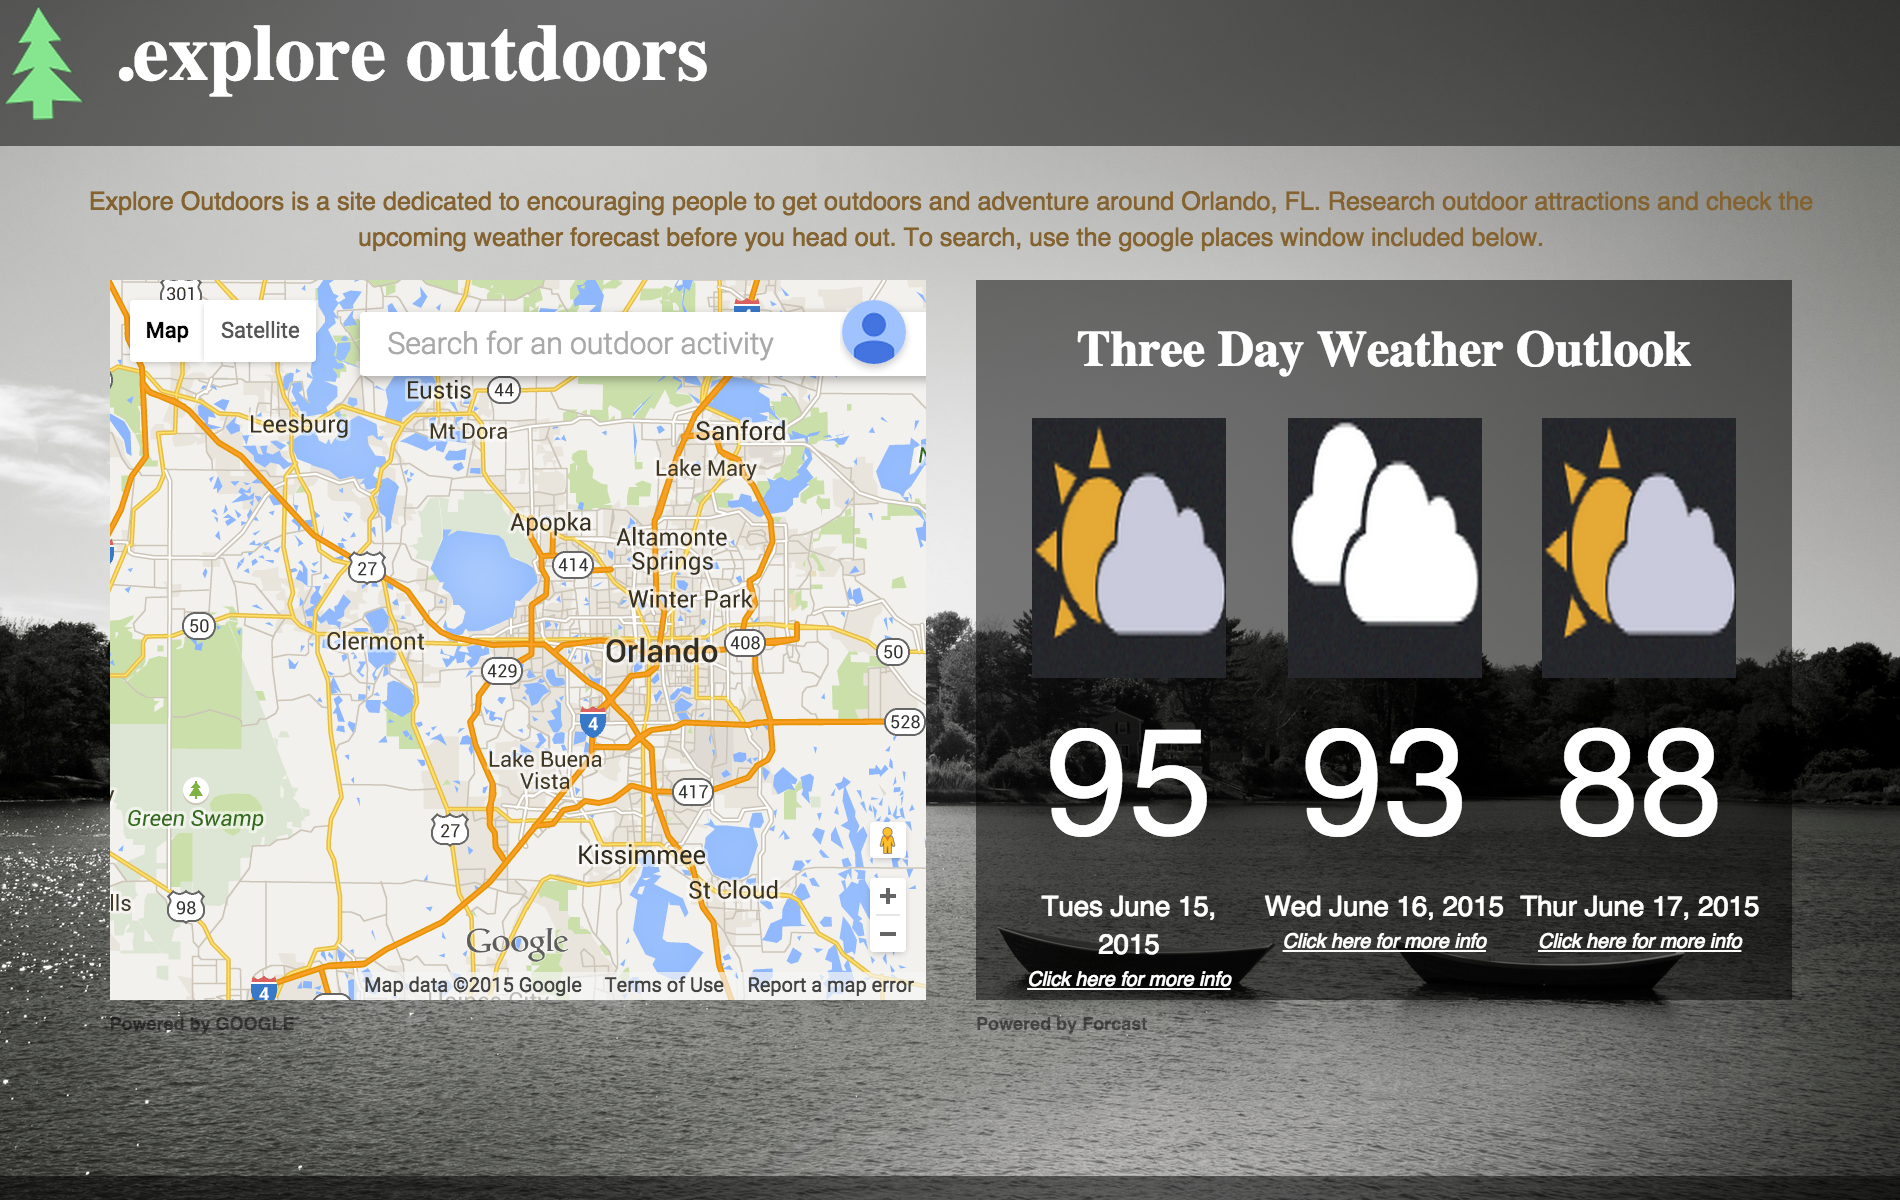 .explore outdoors
Explore Outdoors is a site dedicated to encouraging people to get outdoors and adventure around Orlando, FL. Research outdoor attractions and check the
upcoming weather forecast before you head out. To search, use the google places window included below.
301
4
Map
Satellite
Search for an outdoor activity
Eustis
44
Leesburg
Mt Dora
Sanford
Lake Mary
Apopka
Altamonte
Springs
414
27
Winter Park
50
Clermont
Orlando
408
50
429
4
528
Lake Buena
Vista
417
Green Swamp
27
Kissimmee
St Cloud
lls
98
Google
4
Map data ©2015 Google
Terms of Use
Report a map error
Powered by GOOGLE
Three Day Weather Outlook
95
93
88
Tues June 15,
2015
Click here for more info
Wed June 16, 2015
Click here for more info
Thur June 17, 2015
Click here for more info
Powered by Forcast